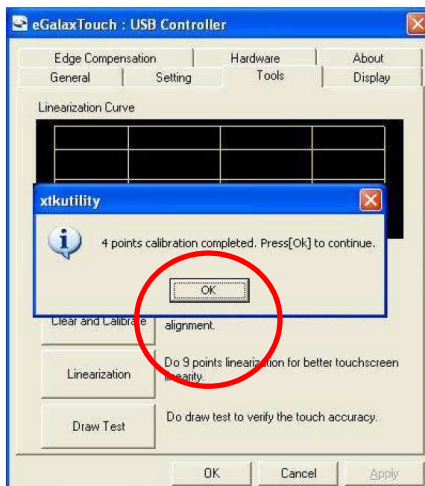 eGalaxTouch : USB Controller
Edge Compensation Hardware About
General Setting Tools Display
Linearization Curve
xtkutility
4 points calibration completed. Press[Ok] to continue.
OK
Clear and Calibrate
alignment.
Linearization
Do 9 points linearization for better touchscreen
linearity.
Draw Test
Do draw test to verify the touch accuracy.
OK Cancel Apply